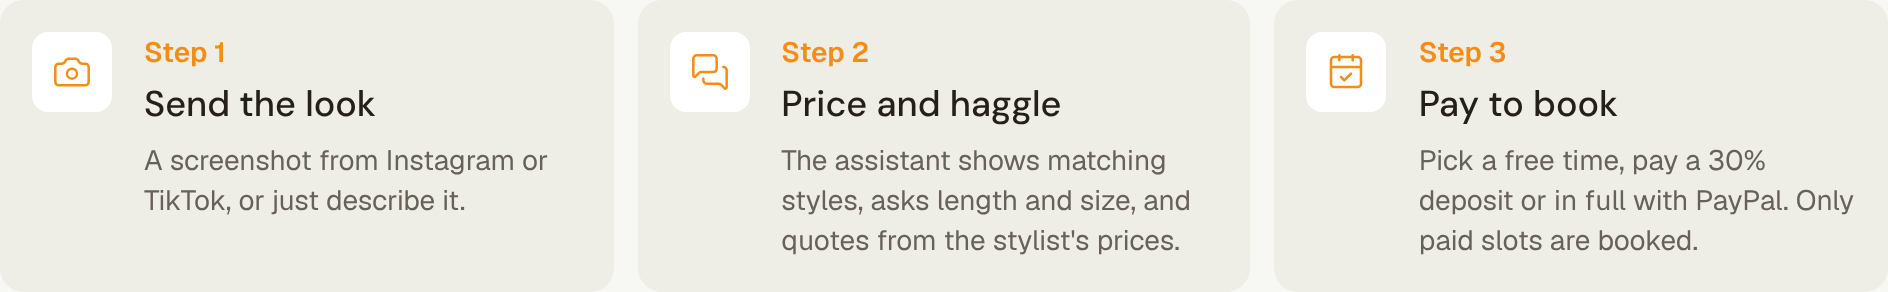 Step 1
Send the look
A screenshot from Instagram or
TikTok, or just describe it.
Step 2
Price and haggle
The assistant shows matching
styles, asks length and size, and
quotes from the stylist's prices.
Step 3
Pay to book
Pick a free time, pay a 30%
deposit or in full with PayPal. Only
paid slots are booked.